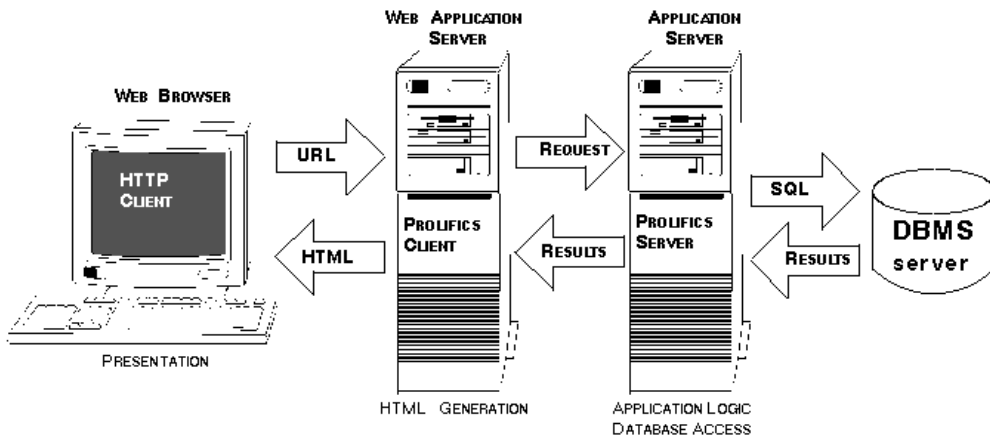 WEB APPLICATION
SERVER
APPLICATION
SERVER
WEB BROWSER
HTTP
CLIENT
URL
REQUEST
SQL
PROLIFICS
CLIENT
PROLIFICS
SERVER
DBMS
server
HTML
RESULTS
RESULTS
PRESENTATION
HTML GENERATION
APPLICATION LOGIC
DATABASE ACCESS